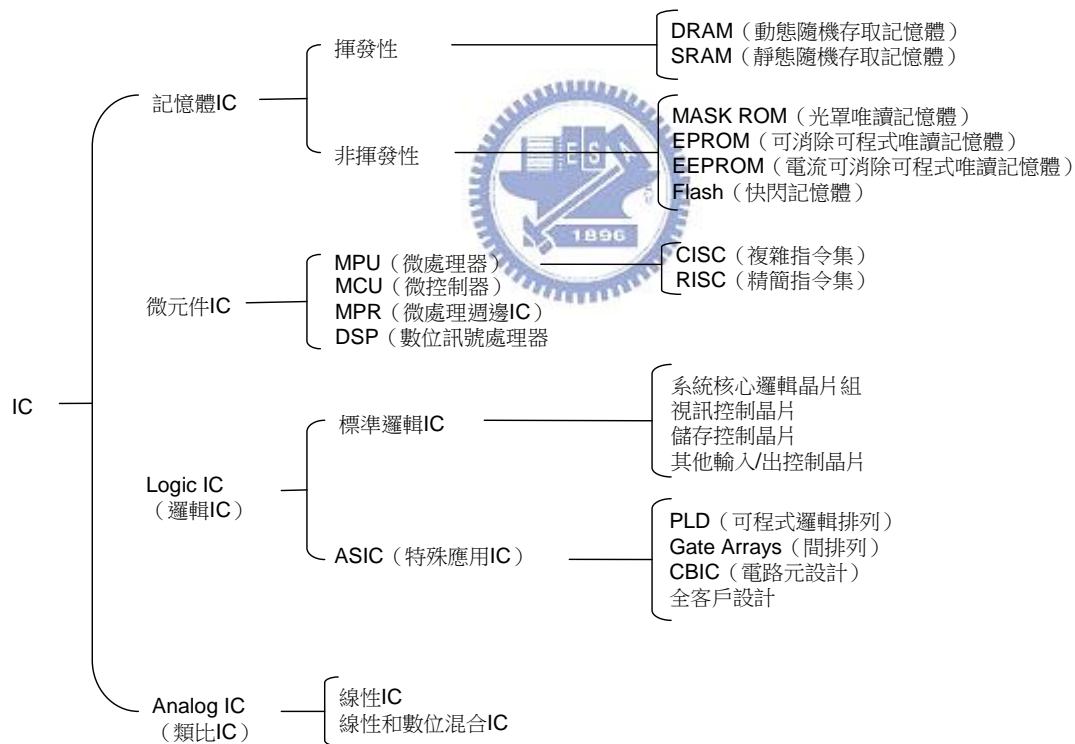 IC
記憶體IC
揮發性
DRAM（動態隨機存取記憶體）
SRAM（靜態隨機存取記憶體）
非揮發性
MASK ROM（光罩唯讀記憶體）
EPROM（可消除可程式唯讀記憶體）
EEPROM（電流可消除可程式唯讀記憶體）
Flash（快閃記憶體）
ES
1896
微元件IC
MPU（微處理器）
MCU（微控制器）
MPR（微處理週邊IC）
DSP（數位訊號處理器
CISC（複雜指令集）
RISC（精簡指令集）
Logic IC
（邏輯IC）
標準邏輯IC
系統核心邏輯晶片組
視訊控制晶片
儲存控制晶片
其他輸入/出控制晶片
ASIC（特殊應用IC）
PLD（可程式邏輯排列）
Gate Arrays（間排列）
CBIC（電路元設計）
全客戶設計
Analog IC
（類比IC）
線性IC
線性和數位混合IC